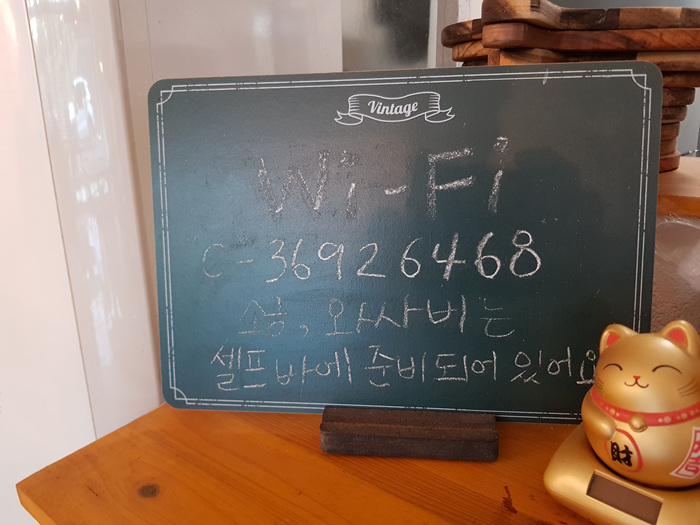 Vintage
Wi-Fi
C-36926468
소금, 와사비는
셀프 바에 준비되어 있어요
財